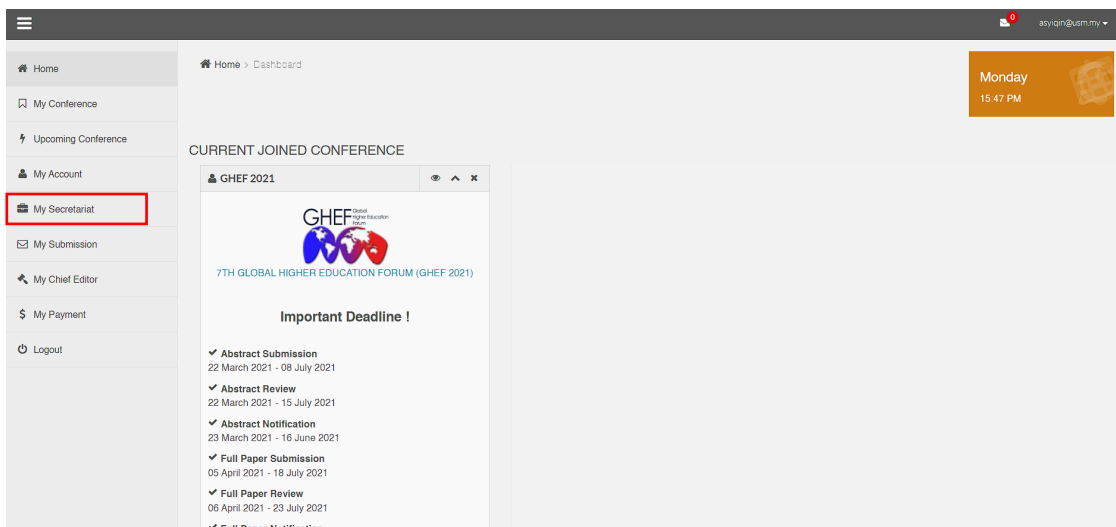 0
asyiqin@usm.my
Home
My Conference
Upcoming Conference
My Account
My Secretariat
My Submission
My Chief Editor
$ My Payment
Logout
Home > Dashboard
Monday
15:47 PM
CURRENT JOINED CONFERENCE
GHEF 2021
GHEF Global
Higher Education
Forum
7TH GLOBAL HIGHER EDUCATION FORUM (GHEF 2021)
Important Deadline !
Abstract Submission
22 March 2021 - 08 July 2021
Abstract Review
22 March 2021 - 15 July 2021
Abstract Notification
23 March 2021 - 16 June 2021
Full Paper Submission
05 April 2021 - 18 July 2021
Full Paper Review
06 April 2021 - 23 July 2021
Full Paper Notification